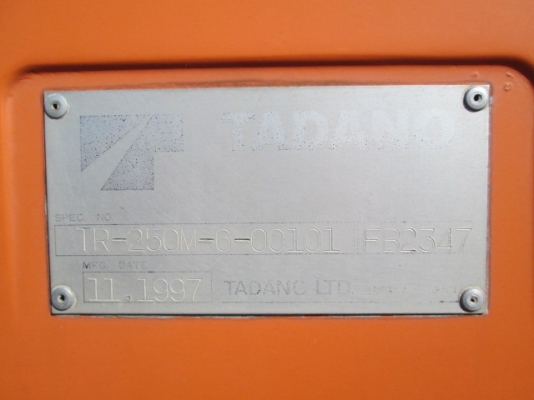 TADANO
SPEC. NO.
TR-250M-6-00101 FB2347
MFG. DATE
11.1997 TADANO LTD.